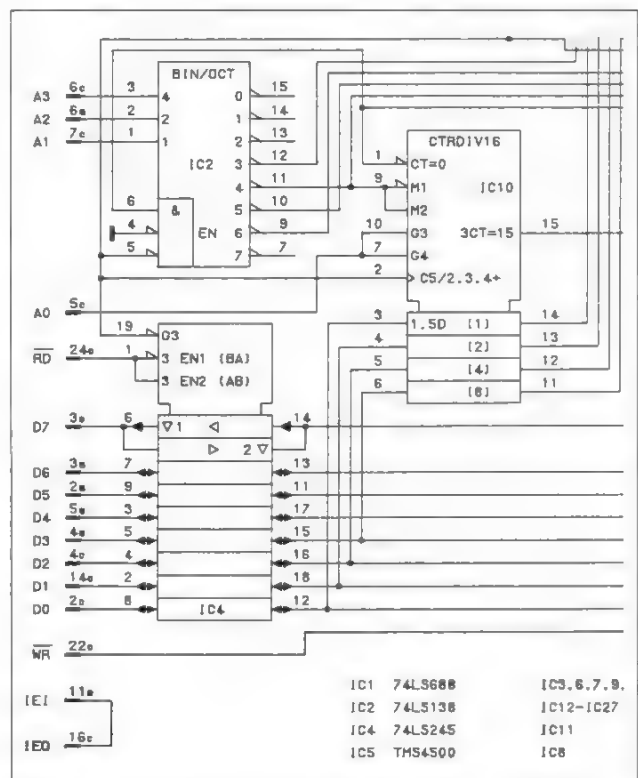 BIN/OCT
A3 6c 3 4 0 15
A2 6a 2 2 1 14
A1 7c 1 1 2 13
IC2 3 12
4 11
6 & 5 10
4 EN 6 9
5 7 7
CTRDIV16
1 CT=0
9 M1 IC10
M2
10 G3 3CT=15 15
7 G4
2 C5/2.3.4+
A0 5c
3 1.5D [1] 14
4 [2] 13
5 [4] 12
6 [8] 11
19 G3
RD 24c 1 3 EN1 (BA)
3 EN2 (AB)
D7 3c 6 1 14
2
D6 3a 7 13
D5 2a 9 11
D4 5a 3 17
D3 4a 5 15
D2 4c 4 16
D1 14c 2 18
D0 2c 8 IC4 12
WR 22c
IEI 11a
IEO 16c
IC1 74LS688 IC3.6.7.9.
IC2 74LS138 IC12-IC27
IC4 74LS245 IC11
IC5 TMS4500 IC8